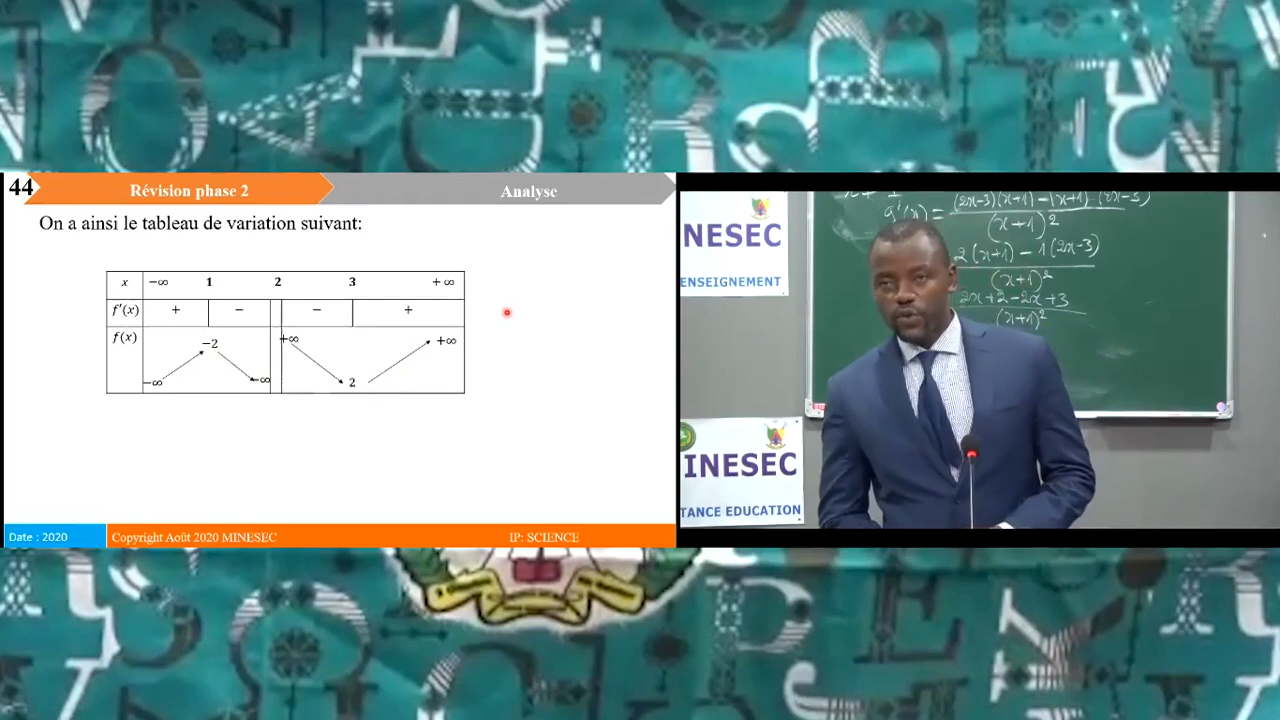 44 Révision phase 2 Analyse
On a ainsi le tableau de variation suivant:
x −∞ 1 2 3 +∞
f′(x) + − − +
f(x) −2 +∞ +∞
−∞ −∞ 2
Date : 2020 Copyright Août 2020 MINESEC IP: SCIENCE
g'(x) = (2x-3)'(x+1) - (x+1)'(2x-3)
(x+1)²
2(x+1) - 1(2x-3)
(x+1)²
2x+2-2x+3
(x+1)²
NESEC
ENSEIGNEMENT
INESEC
TANCE EDUCATION